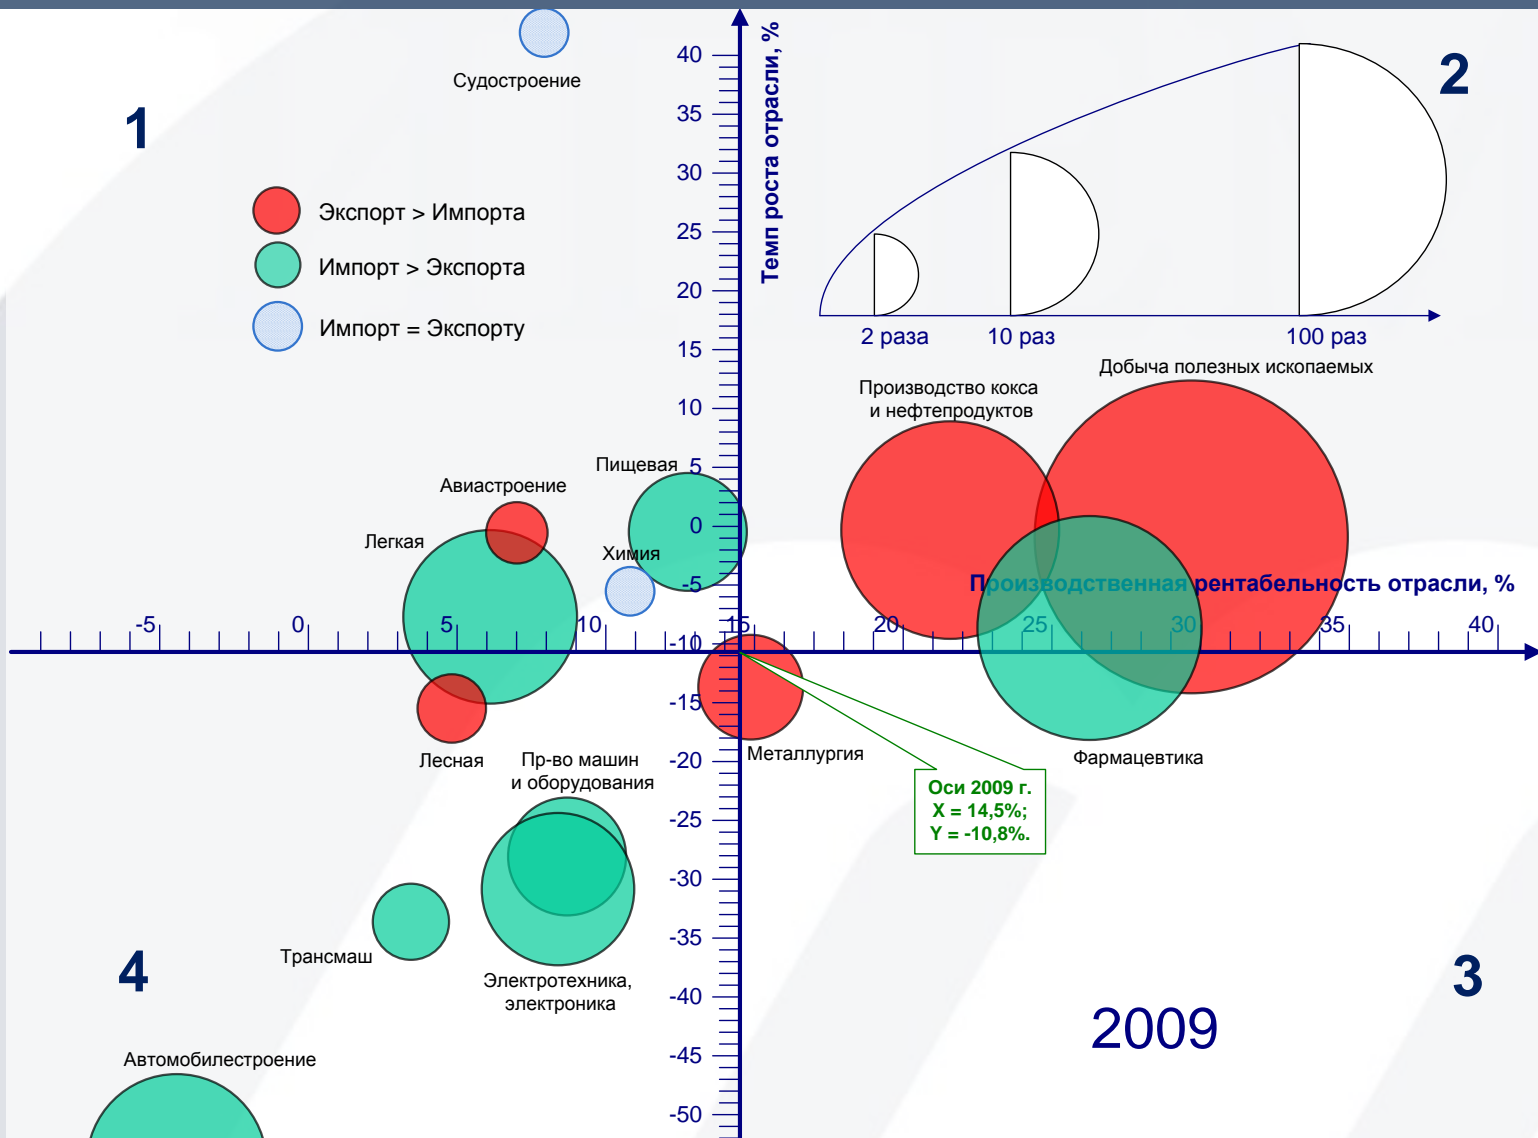 Судостроение
1
2
Темп роста отрасли, %
40
35
30
25
20
15
10
5
0
-5
-10
-15
-20
-25
-30
-35
-40
-45
-50
Экспорт > Импорта
Импорт > Экспорта
Импорт = Экспорту
2 раза
10 раз
100 раз
Добыча полезных ископаемых
Производство кокса
и нефтепродуктов
Пищевая
Авиастроение
Легкая
Химия
Производственная рентабельность отрасли, %
-5
0
5
10
15
20
25
30
35
40
Лесная
Пр-во машин
и оборудования
Металлургия
Фармацевтика
Оси 2009 г.
X = 14,5%;
Y = -10,8%.
Трансмаш
4
3
Электротехника,
электроника
2009
Автомобилестроение